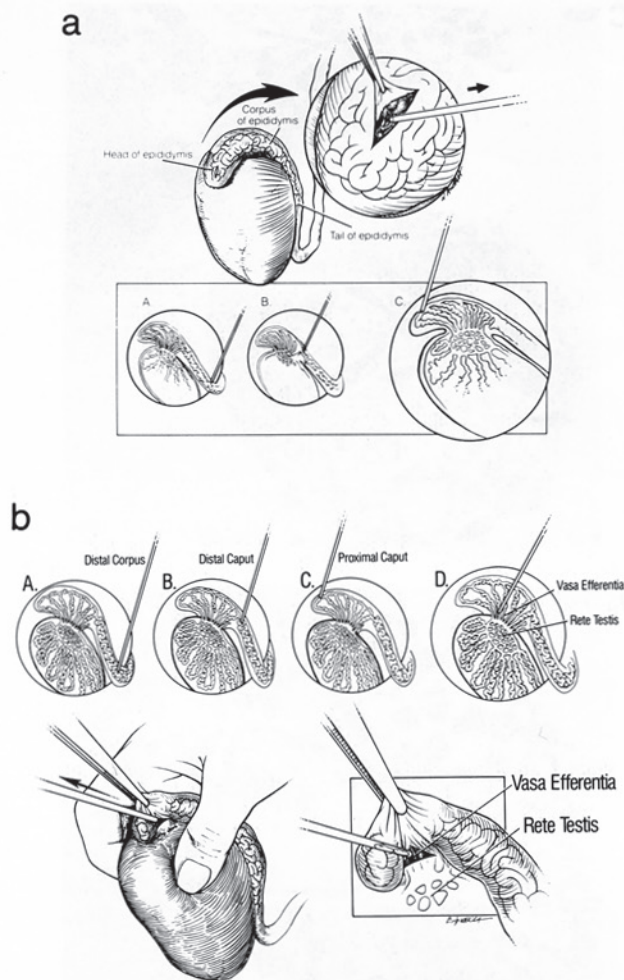 a
Corpus
of epididymis
Head of epididymis
Tail of epididymis
A.
B.
C.
b
Distal Corpus
Distal Caput
Proximal Caput
A.
B.
C.
D.
Vasa Efferentia
Rete Testis
Vasa Efferentia
Rete Testis